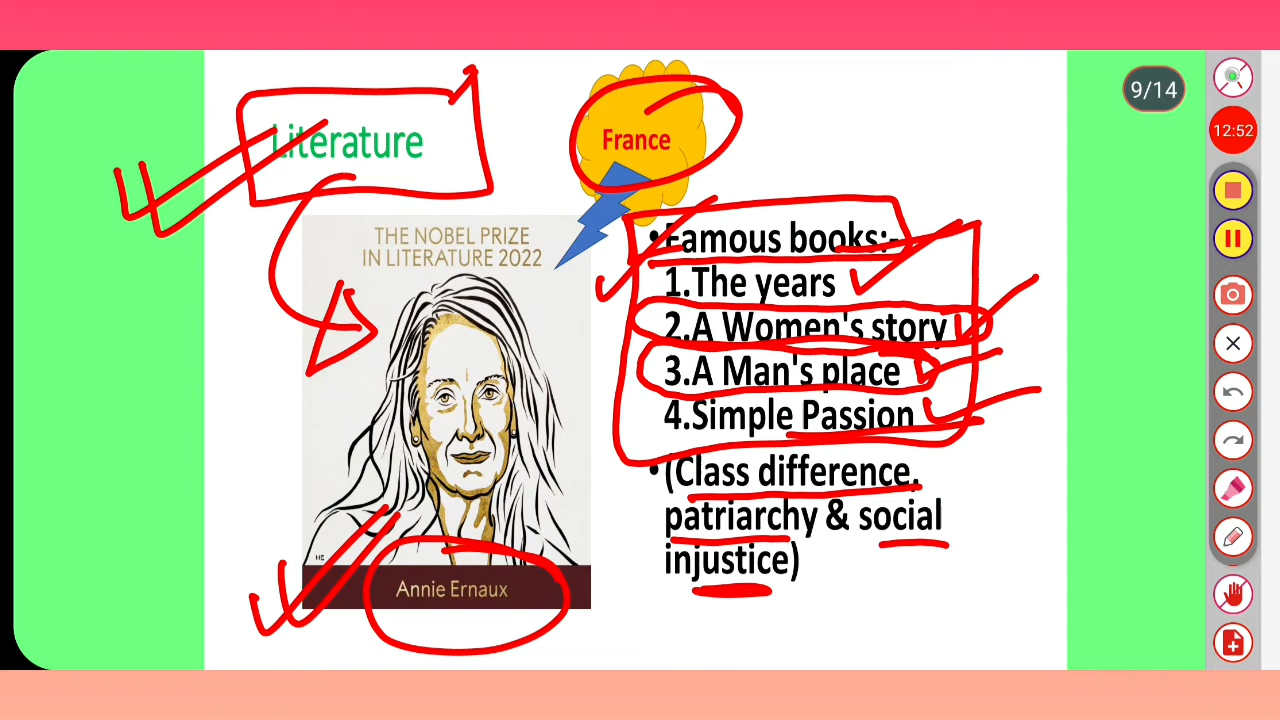 Literature
France
9/14
12:52
THE NOBEL PRIZE
IN LITERATURE 2022
Annie Ernaux
•Famous books:-
1.The years
2.A Women's story
3.A Man's place
4.Simple Passion
•(Class difference,
patriarchy & social
injustice)